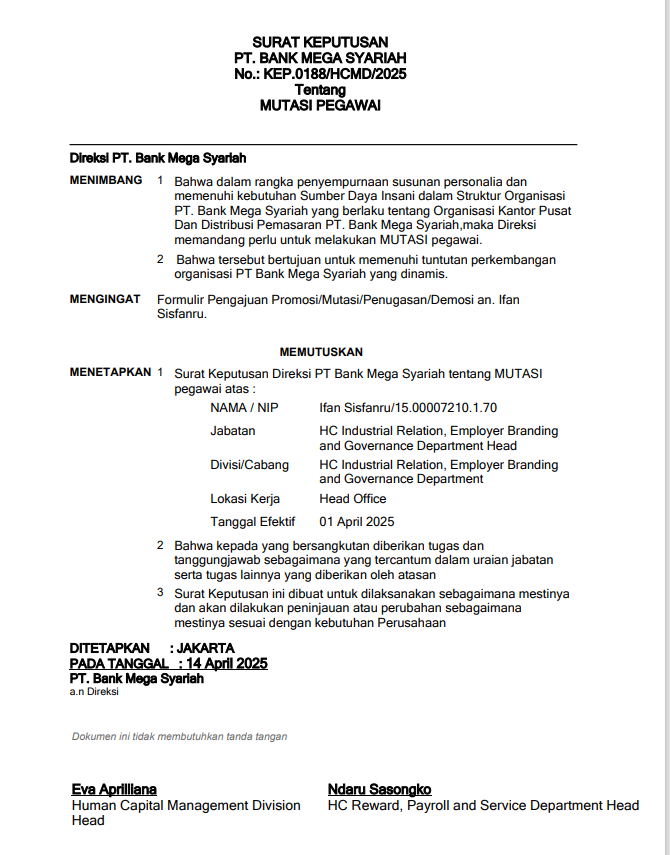 SURAT KEPUTUSAN
PT. BANK MEGA SYARIAH
No.: KEP.0188/HCMD/2025
Tentang
MUTASI PEGAWAI
Direksi PT. Bank Mega Syariah
MENIMBANG 1 Bahwa dalam rangka penyempurnaan susunan personalia dan
memenuhi kebutuhan Sumber Daya Insani dalam Struktur Organisasi
PT. Bank Mega Syariah yang berlaku tentang Organisasi Kantor Pusat
Dan Distribusi Pemasaran PT. Bank Mega Syariah,maka Direksi
memandang perlu untuk melakukan MUTASI pegawai.
2 Bahwa tersebut bertujuan untuk memenuhi tuntutan perkembangan
organisasi PT Bank Mega Syariah yang dinamis.
MENGINGAT Formulir Pengajuan Promosi/Mutasi/Penugasan/Demosi an. Ifan
Sisfanru.
MEMUTUSKAN
MENETAPKAN 1 Surat Keputusan Direksi PT Bank Mega Syariah tentang MUTASI
pegawai atas :
NAMA / NIP Ifan Sisfanru/15.00007210.1.70
Jabatan HC Industrial Relation, Employer Branding
and Governance Department Head
Divisi/Cabang HC Industrial Relation, Employer Branding
and Governance Department
Lokasi Kerja Head Office
Tanggal Efektif 01 April 2025
2 Bahwa kepada yang bersangkutan diberikan tugas dan
tanggungjawab sebagaimana yang tercantum dalam uraian jabatan
serta tugas lainnya yang diberikan oleh atasan
3 Surat Keputusan ini dibuat untuk dilaksanakan sebagaimana mestinya
dan akan dilakukan peninjauan atau perubahan sebagaimana
mestinya sesuai dengan kebutuhan Perusahaan
DITETAPKAN : JAKARTA
PADA TANGGAL : 14 April 2025
PT. Bank Mega Syariah
a.n Direksi
Dokumen ini tidak membutuhkan tanda tangan
Eva Aprilliana Ndaru Sasongko
Human Capital Management Division HC Reward, Payroll and Service Department Head
Head